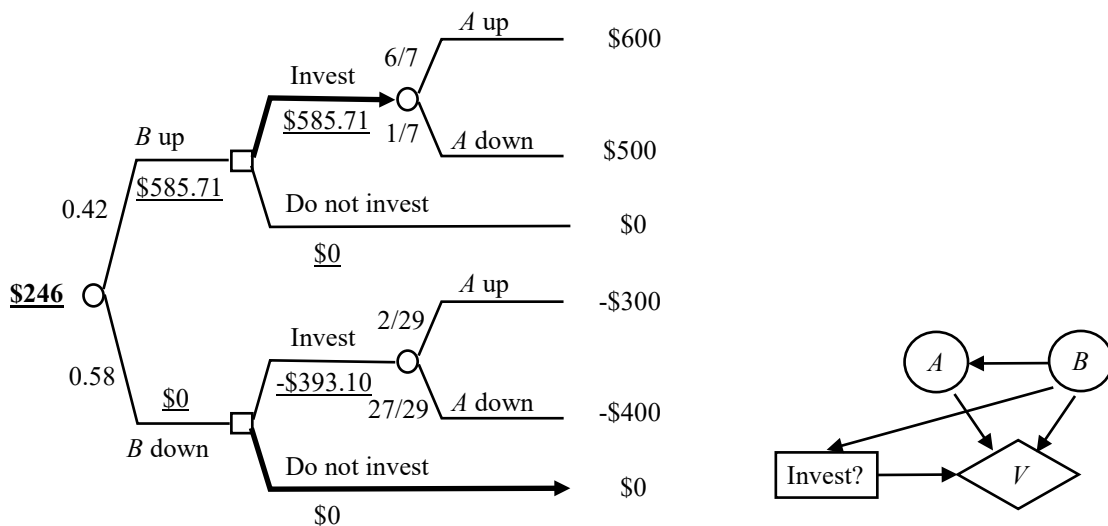 A up
$600
6/7
Invest
$585.71
1/7
A down
$500
B up
$585.71
Do not invest
$0
0.42
$0
$246
A up
-$300
2/29
Invest
0.58
$0
-$393.10
27/29
A down
-$400
B down
Do not invest
$0
$0
A
B
Invest?
V